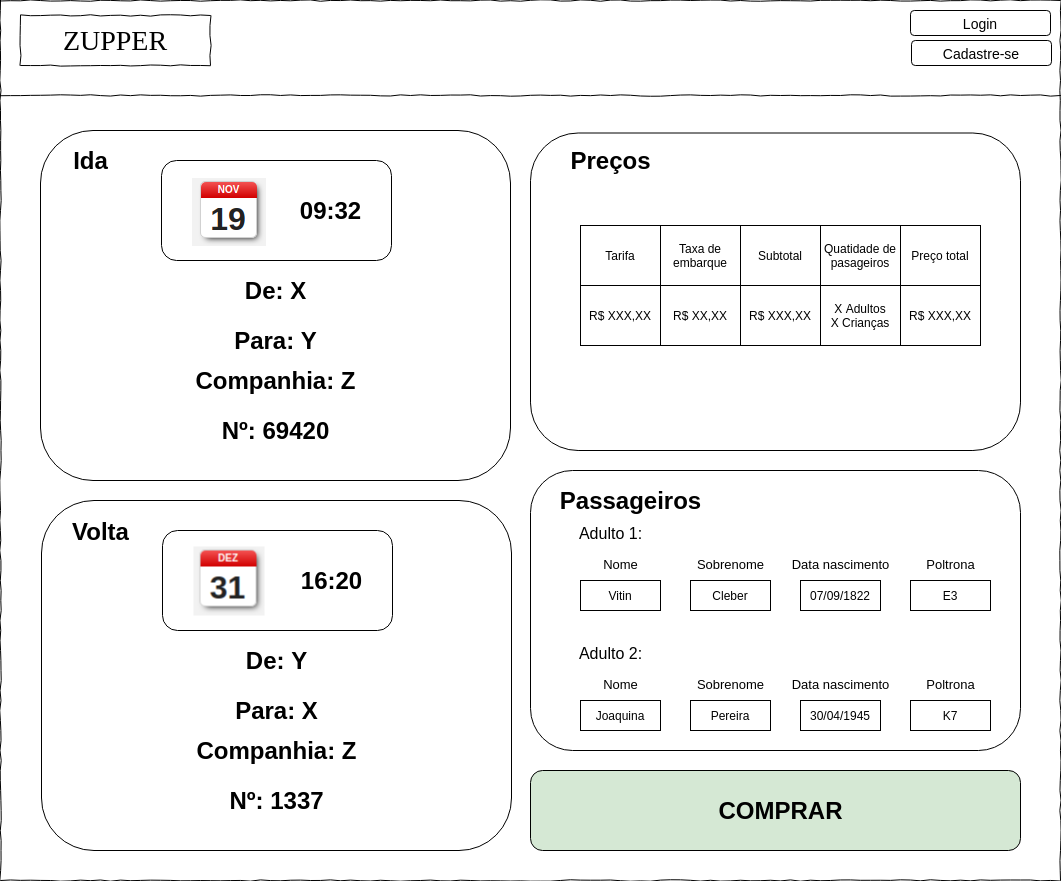 ZUPPER
Login
Cadastre-se
Ida
NOV
19
09:32
De: X
Para: Y
Companhia: Z
Nº: 69420
Volta
DEZ
31
16:20
De: Y
Para: X
Companhia: Z
Nº: 1337
Preços
Tarifa
Taxa de
embarque
Subtotal
Quatidade de
pasageiros
Preço total
R$ XXX,XX
R$ XX,XX
R$ XXX,XX
X Adultos
X Crianças
R$ XXX,XX
Passageiros
Adulto 1:
Nome Sobrenome Data nascimento Poltrona
Vitin Cleber 07/09/1822 E3
Adulto 2:
Nome Sobrenome Data nascimento Poltrona
Joaquina Pereira 30/04/1945 K7
COMPRAR